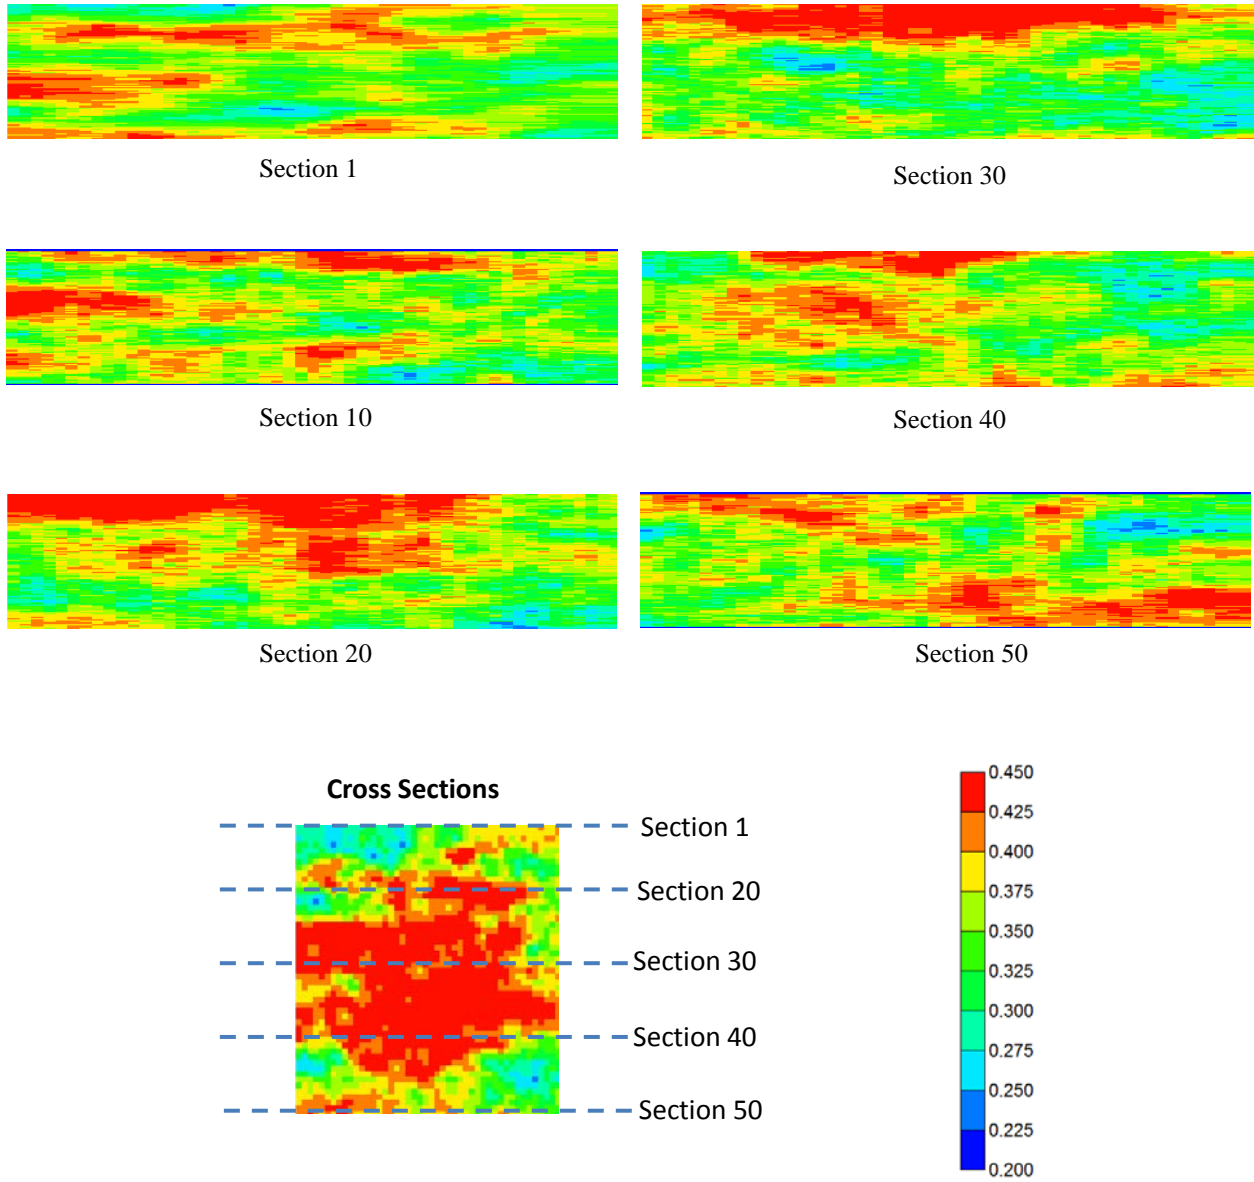 Section 1
Section 30
Section 10
Section 40
Section 20
Section 50
Cross Sections
Section 1
Section 20
Section 30
Section 40
Section 50
0.450
0.425
0.400
0.375
0.350
0.325
0.300
0.275
0.250
0.225
0.200